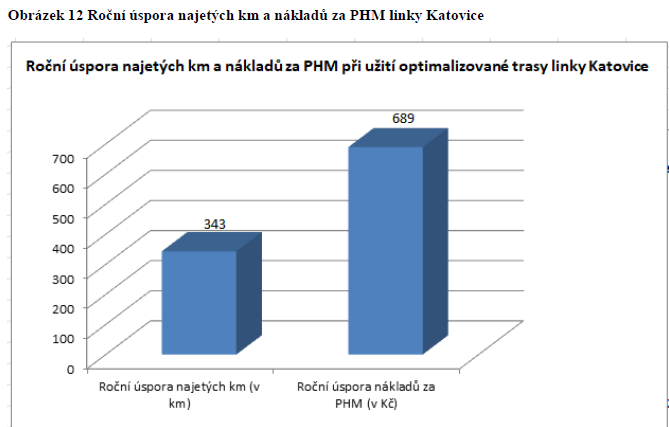 Obrázek 12 Roční úspora najetých km a nákladů za PHM linky Katovice
Roční úspora najetých km a nákladů za PHM při užití optimalizované trasy linky Katovice
689
343
700
600
500
400
300
200
100
0
Roční úspora najetých km (v
km)
Roční úspora nákladů za
PHM (v Kč)